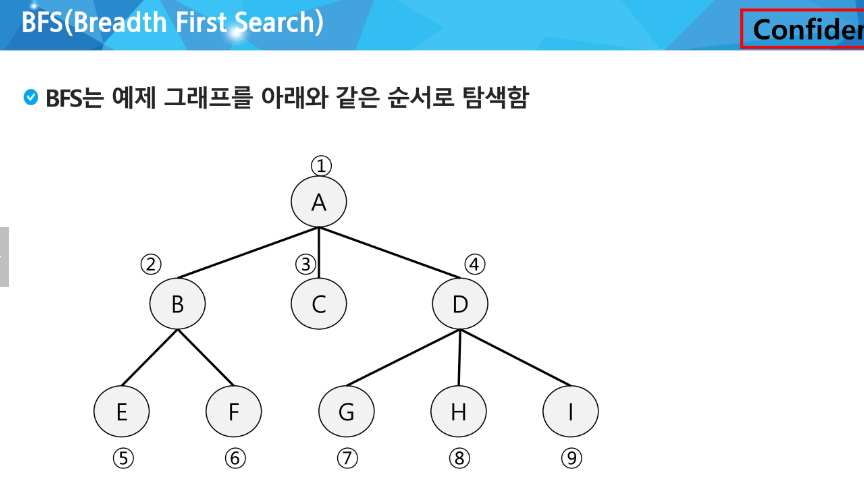 BFS(Breadth First Search)
BFS는 예제 그래프를 아래와 같은 순서로 탐색함
①
A
② ③ ④
B C D
E F G H I
⑤ ⑥ ⑦ ⑧ ⑨